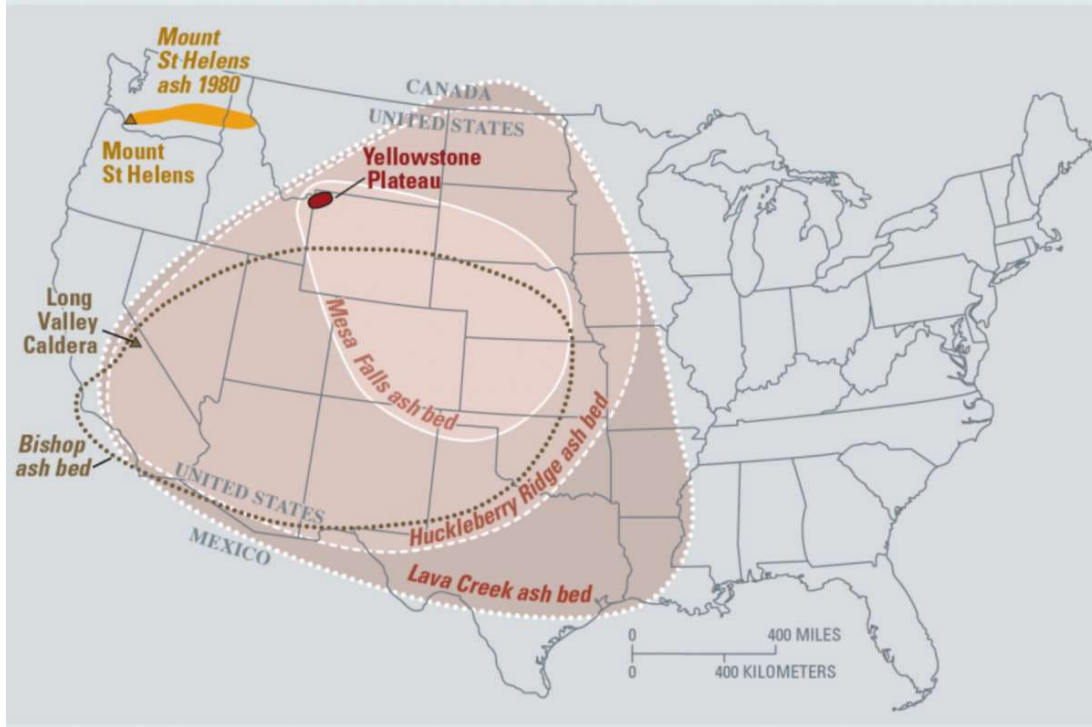 Mount
St Helens
ash 1980
CANADA
UNITED STATES
Mount
St Helens
Yellowstone
Plateau
Long
Valley
Caldera
Mesa Falls ash bed
Bishop
ash bed
UNITED STATES
MEXICO
Huckleberry Ridge ash bed
Lava Creek ash bed
0 400 MILES
0 400 KILOMETERS